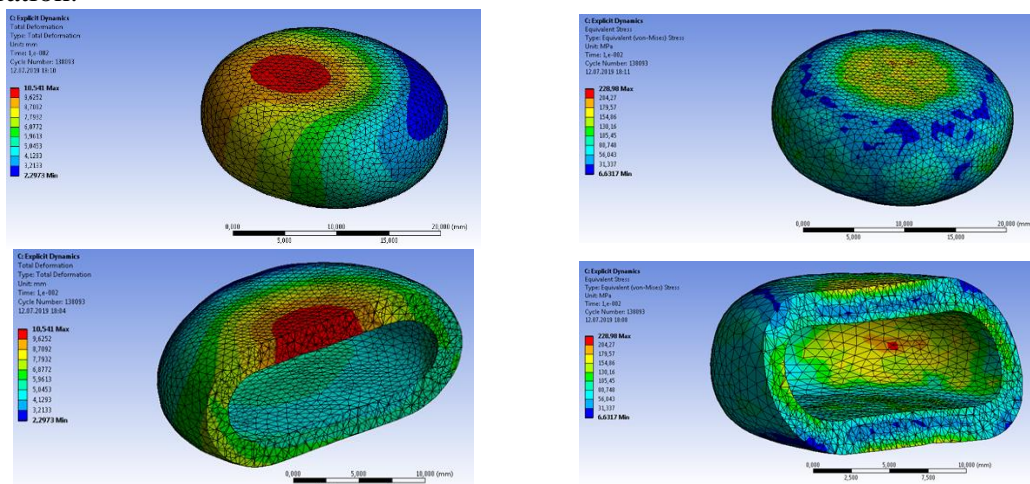 C: Explicit Dynamics
Total Deformation
Type: Total Deformation
Unit: mm
Time: 1,e-002
Cycle Number: 130093
12.07.2019 18:10
10,541 Max
9,6252
8,7092
7,7932
6,8772
5,9613
5,0453
4,1293
3,2133
2,2973 Min
0,000 10,000 20,000 (mm)
5,000 15,000
C: Explicit Dynamics
Equivalent Stress
Type: Equivalent (von-Mises) Stress
Unit: MPa
Time: 1,e-002
Cycle Number: 130093
12.07.2019 18:11
228,98 Max
204,27
179,57
154,86
130,16
105,45
80,748
56,043
31,337
6,6317 Min
0,000 10,000 20,000 (mm)
5,000 15,000
C: Explicit Dynamics
Total Deformation
Type: Total Deformation
Unit: mm
Time: 1,e-002
Cycle Number: 130093
12.07.2019 18:04
10,541 Max
9,6252
8,7092
7,7932
6,8772
5,9613
5,0453
4,1293
3,2133
2,2973 Min
0,000 5,000 10,000 (mm)
C: Explicit Dynamics
Equivalent Stress
Type: Equivalent (von-Mises) Stress
Unit: MPa
Time: 1,e-002
Cycle Number: 130093
12.07.2019 18:08
228,98 Max
204,27
179,57
154,86
130,16
105,45
80,748
56,043
31,337
6,6317 Min
0,000 5,000 10,000 (mm)
2,500 7,500